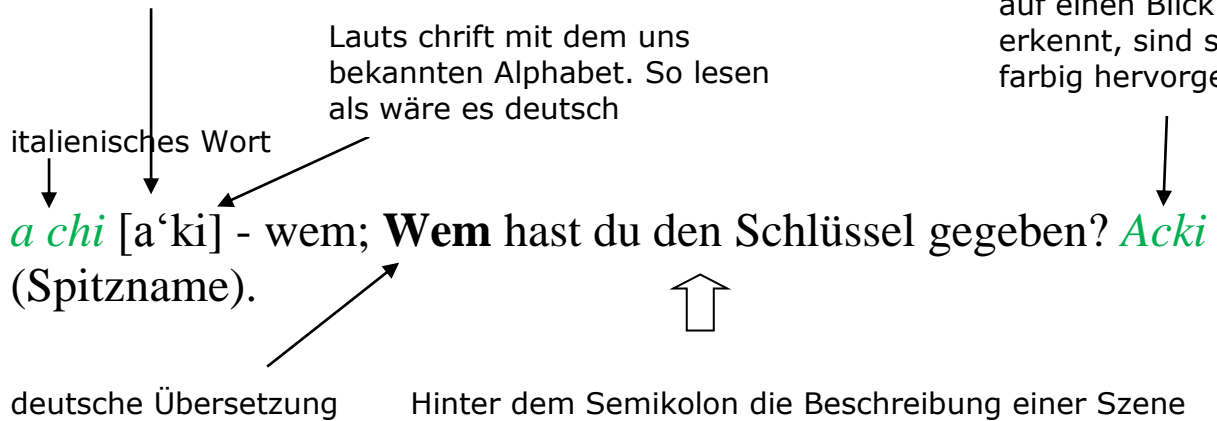 auf einen Blick
erkennt, sind s
farbig hervorge
Lauts chrift mit dem uns
bekannten Alphabet. So lesen
als wäre es deutsch
italienisches Wort
a chi [a‘ki] - wem; Wem hast du den Schlüssel gegeben? Acki
(Spitzname).
deutsche Übersetzung
Hinter dem Semikolon die Beschreibung einer Szene